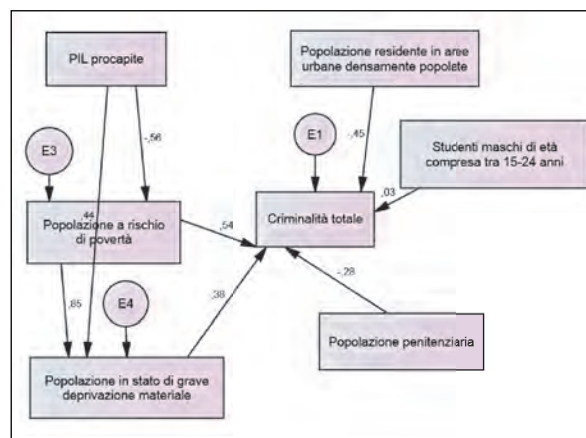 PIL procapite
Popolazione residente in aree
urbane densamente popolate
-,56
E3
E1
-,45
Studenti maschi di età
compresa tra 15-24 anni
,03
Popolazione a rischio
di povertà
,44
Criminalità totale
,54
,85
E4
,38
-,28
Popolazione penitenziaria
Popolazione in stato di grave
deprivazione materiale